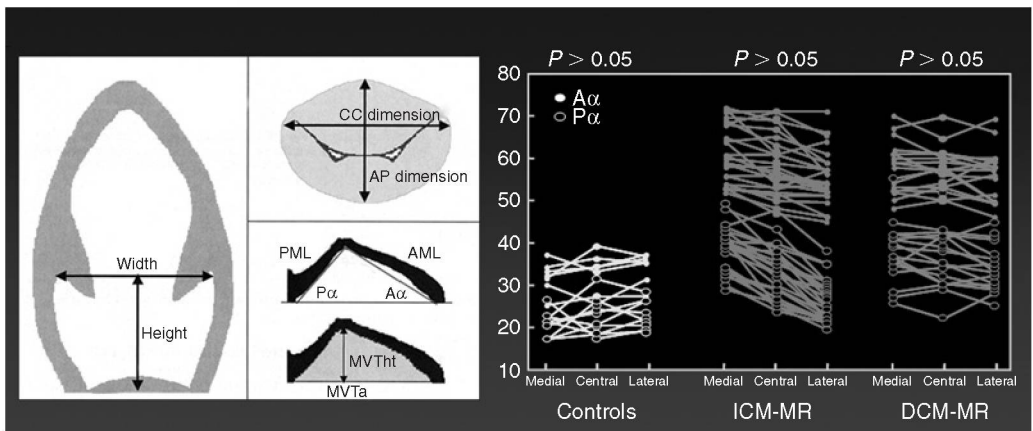 Width
Height
CC dimension
AP dimension
PML
AML
Pα
Aα
MVTht
MVTa
P > 0.05
P > 0.05
P > 0.05
80
70
60
50
40
30
20
10
Aα
Pα
Medial Central Lateral
Medial Central Lateral
Medial Central Lateral
Controls
ICM-MR
DCM-MR